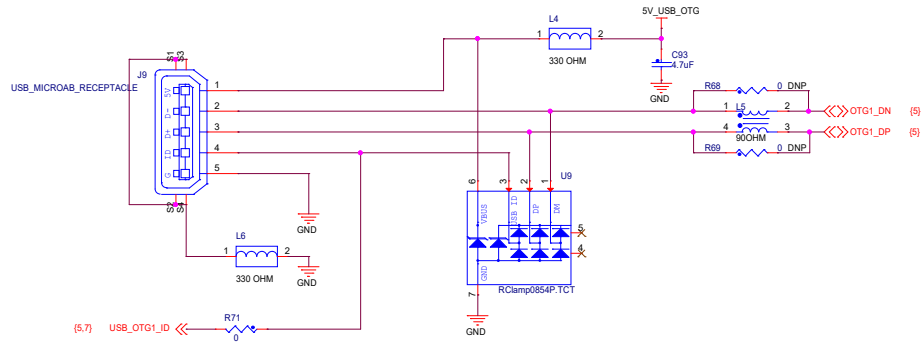 5V_USB_OTG
L4
1 2
330 OHM
C93
4.7uF
GND
S1
S3
J9
USB_MICROAB_RECEPTACLE
5V 1
D- 2
D+ 3
ID 4
G 5
S2
S4
GND
R68 0 DNP
L5
1 2
4 3
90OHM
R69 0 DNP
OTG1_DN {5}
OTG1_DP {5}
U9
6 3 2 1
VBUS
USB ID
DP
DM
5
4
GND
7
RClamp0854P.TCT
GND
L6
1 2
330 OHM
GND
R71
{5,7} USB_OTG1_ID
0